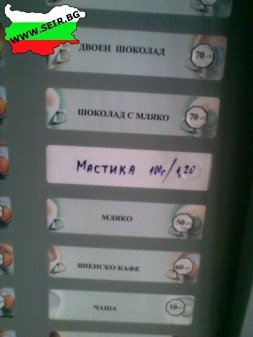 WWW.SEIR.BG
ДВОЕН ШОКОЛАД 70
ШОКОЛАД С МЛЯКО 70
МАСТИКА 100г/1,20
МЛЯКО 50
ВИЕНСКО КАФЕ 60
ЧАША 10